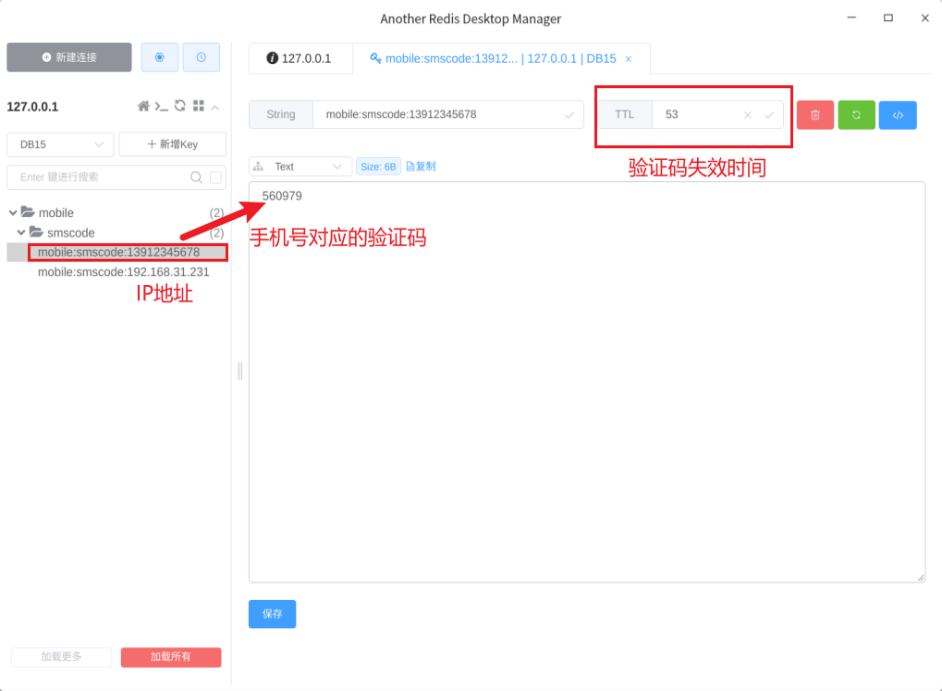 Another Redis Desktop Manager
新建连接
127.0.0.1
DB15
新增Key
Enter 键进行搜索
mobile (2)
smscode (2)
mobile:smscode:13912345678
mobile:smscode:192.168.31.231
IP地址
加载更多
加载所有
127.0.0.1
mobile:smscode:13912... | 127.0.0.1 | DB15
String mobile:smscode:13912345678
TTL 53
验证码失效时间
Text Size: 6B 复制
560979
手机号对应的验证码
保存